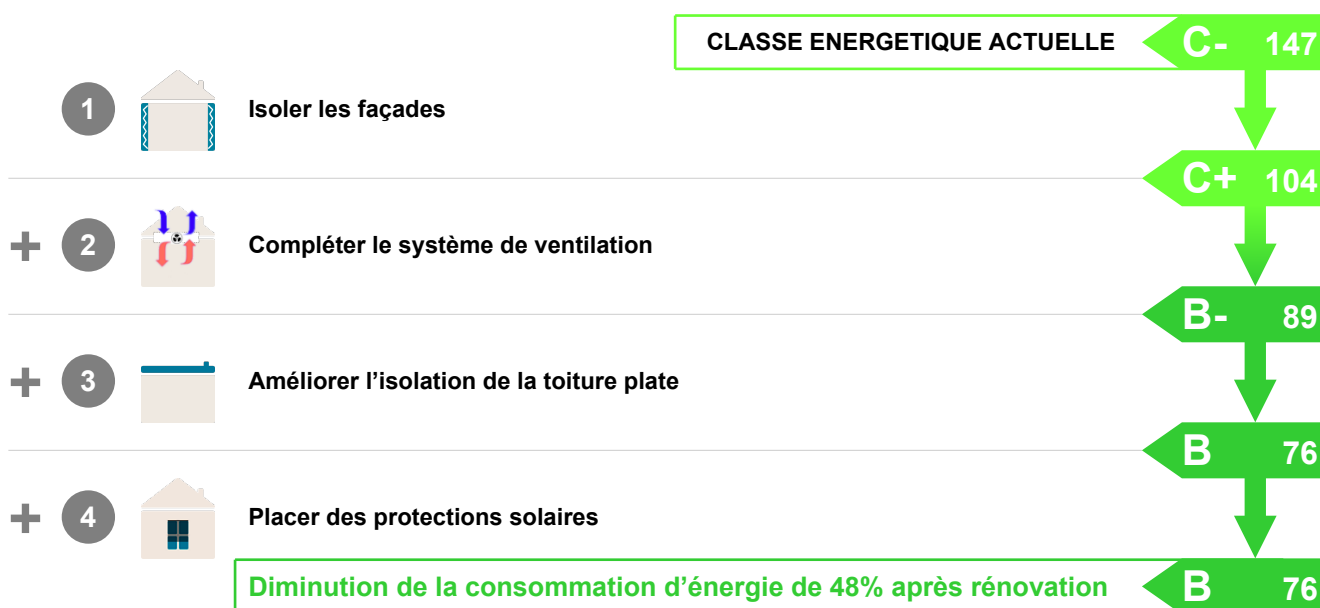 CLASSE ENERGETIQUE ACTUELLE C- 147
1 Isoler les façades
C+ 104
+ 2 Compléter le système de ventilation
B- 89
+ 3 Améliorer l’isolation de la toiture plate
B 76
+ 4 Placer des protections solaires
Diminution de la consommation d’énergie de 48% après rénovation B 76